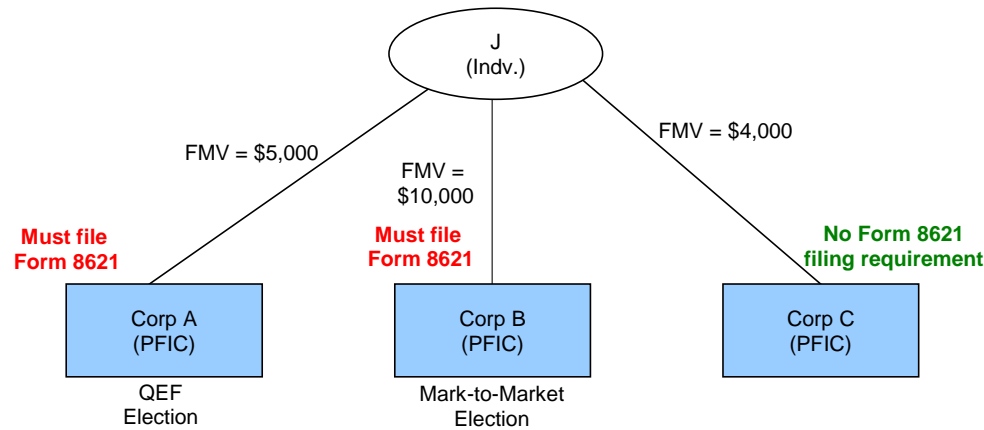 J
(Indv.)
FMV = $5,000
FMV =
$10,000
FMV = $4,000
Must file
Form 8621
Must file
Form 8621
No Form 8621
filing requirement
Corp A
(PFIC)
Corp B
(PFIC)
Corp C
(PFIC)
QEF
Election
Mark-to-Market
Election